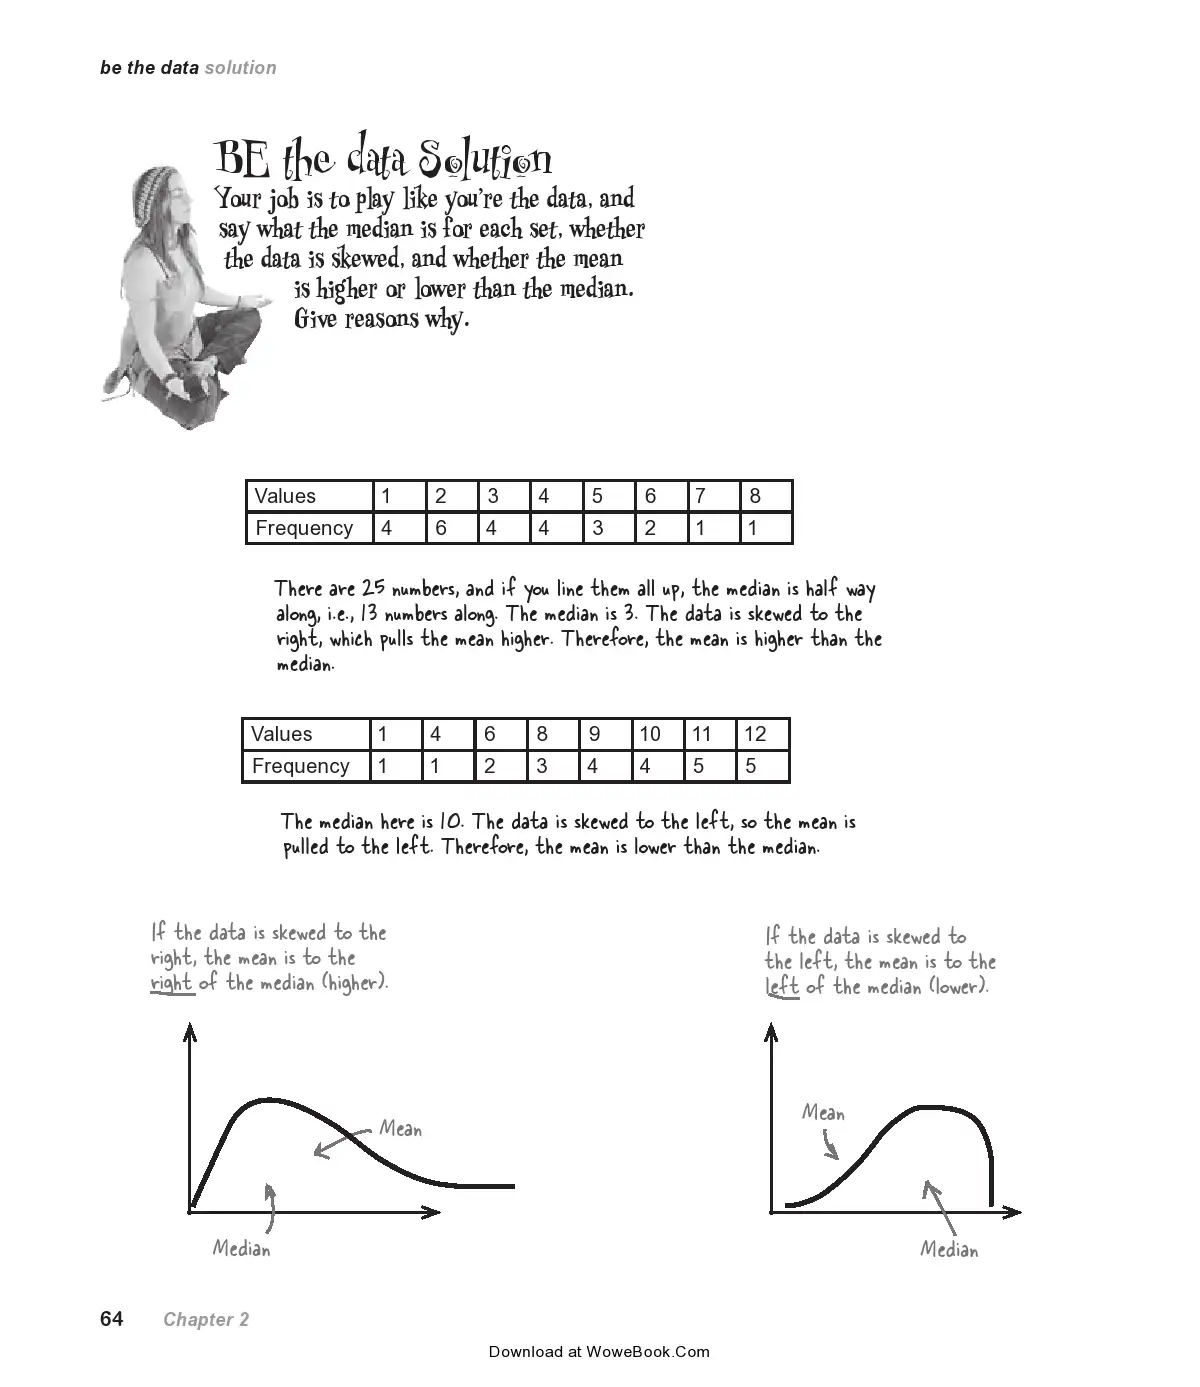 be the data solution
BE the data Solution
Your job is to play like you're the data, and
say what the median is for each set, whether
the data is skewed, and whether the mean
is higher or lower than the median.
Give reasons why.
Values 1 2 3 4 5 6 7 8
Frequency 4 6 4 4 3 2 1 1
There are 25 numbers, and if you line them all up, the median is half way
along, i.e., 13 numbers along. The median is 3. The data is skewed to the
right, which pulls the mean higher. Therefore, the mean is higher than the
median.
Values 1 4 6 8 9 10 11 12
Frequency 1 1 2 3 4 4 5 5
The median here is 10. The data is skewed to the left, so the mean is
pulled to the left. Therefore, the mean is lower than the median.
If the data is skewed to the
right, the mean is to the
right of the median (higher).
If the data is skewed to
the left, the mean is to the
left of the median (lower).
Mean
Median
Mean
Median
64 Chapter 2
Download at WoweBook.Com